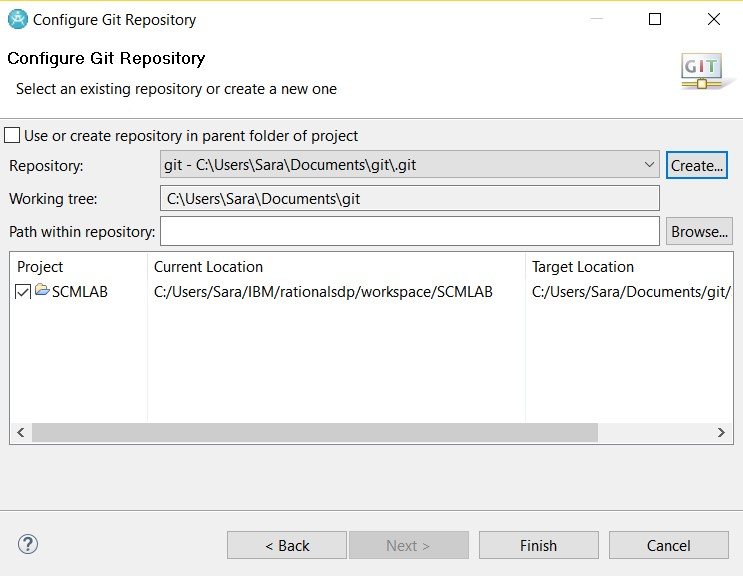 Configure Git Repository
Configure Git Repository
Select an existing repository or create a new one
GIT
Use or create repository in parent folder of project
Repository: git - C:\Users\Sara\Documents\git\.git Create...
Working tree: C:\Users\Sara\Documents\git
Path within repository: Browse...
Project Current Location Target Location
SCMLAB C:/Users/Sara/IBM/rationalsdp/workspace/SCMLAB C:/Users/Sara/Documents/git/
? < Back Next > Finish Cancel